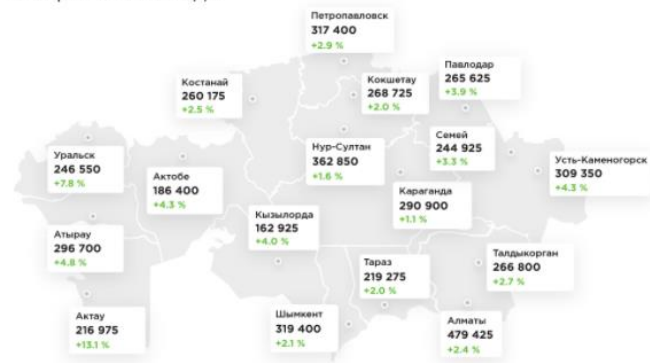 Петропавловск
317 400
+2.9 %
Костанай
260 175
+2.5 %
Кокшетау
268 725
+2.0 %
Павлодар
265 625
+3.9 %
Уральск
246 550
+7.8 %
Актобе
186 400
+4.3 %
Нур-Султан
362 850
+1.6 %
Семей
244 925
+3.3 %
Усть-Каменогорск
309 350
+4.3 %
Караганда
290 900
+1.1 %
Атырау
296 700
+4.8 %
Кызылорда
162 925
+4.0 %
Тараз
219 275
+2.0 %
Талдыкорган
266 800
+2.7 %
Актау
216 975
+13.1 %
Шымкент
319 400
+2.1 %
Алматы
479 425
+2.4 %